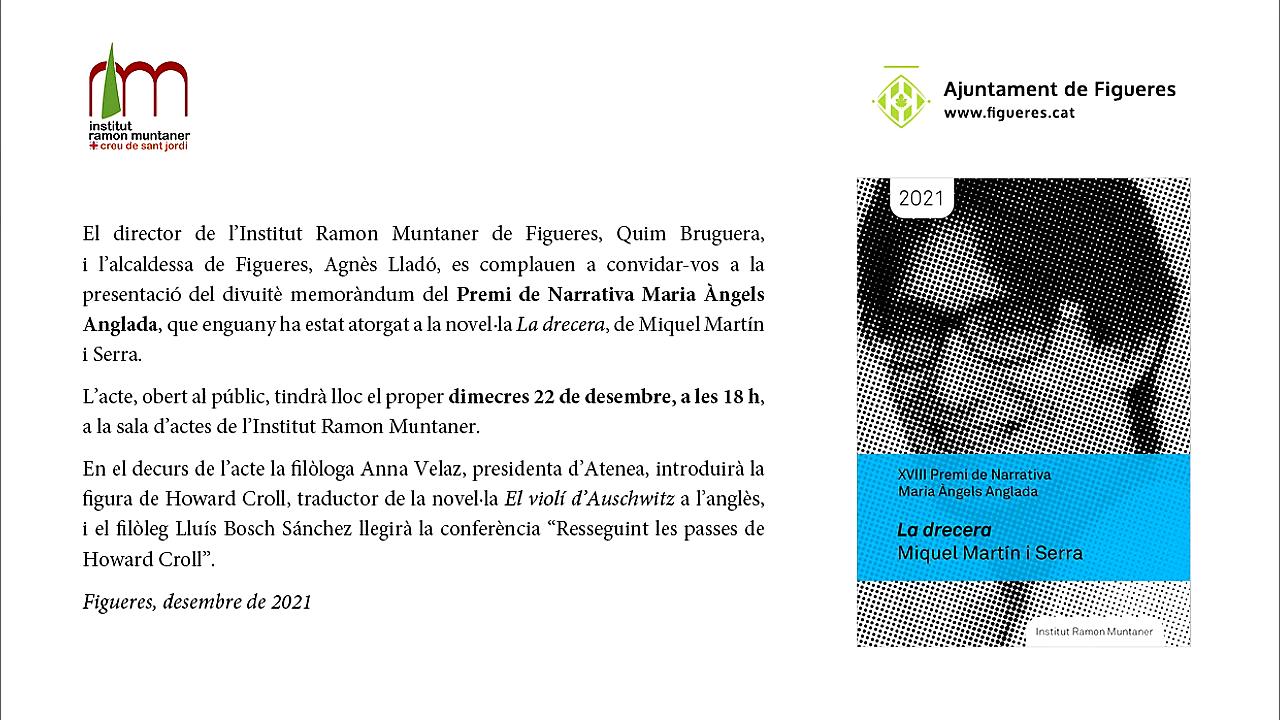 institut
ramon muntaner
+ creu de sant jordi
Ajuntament de Figueres
www.figueres.cat
El director de l’Institut Ramon Muntaner de Figueres, Quim Bruguera,
i l’alcaldessa de Figueres, Agnès Lladó, es complauen a convidar-vos a la
presentació del divuitè memoràndum del Premi de Narrativa Maria Àngels
Anglada, que enguany ha estat atorgat a la novel·la La drecera, de Miquel Martín
i Serra.
L’acte, obert al públic, tindrà lloc el proper dimecres 22 de desembre, a les 18 h,
a la sala d’actes de l’Institut Ramon Muntaner.
En el decurs de l’acte la filòloga Anna Velaz, presidenta d’Atenea, introduirà la
figura de Howard Croll, traductor de la novel·la El violí d’Auschwitz a l’anglès,
i el filòleg Lluís Bosch Sánchez llegirà la conferència “Resseguint les passes de
Howard Croll”.
Figueres, desembre de 2021
2021
XVIII Premi de Narrativa
Maria Àngels Anglada
La drecera
Miquel Martín i Serra
Institut Ramon Muntaner